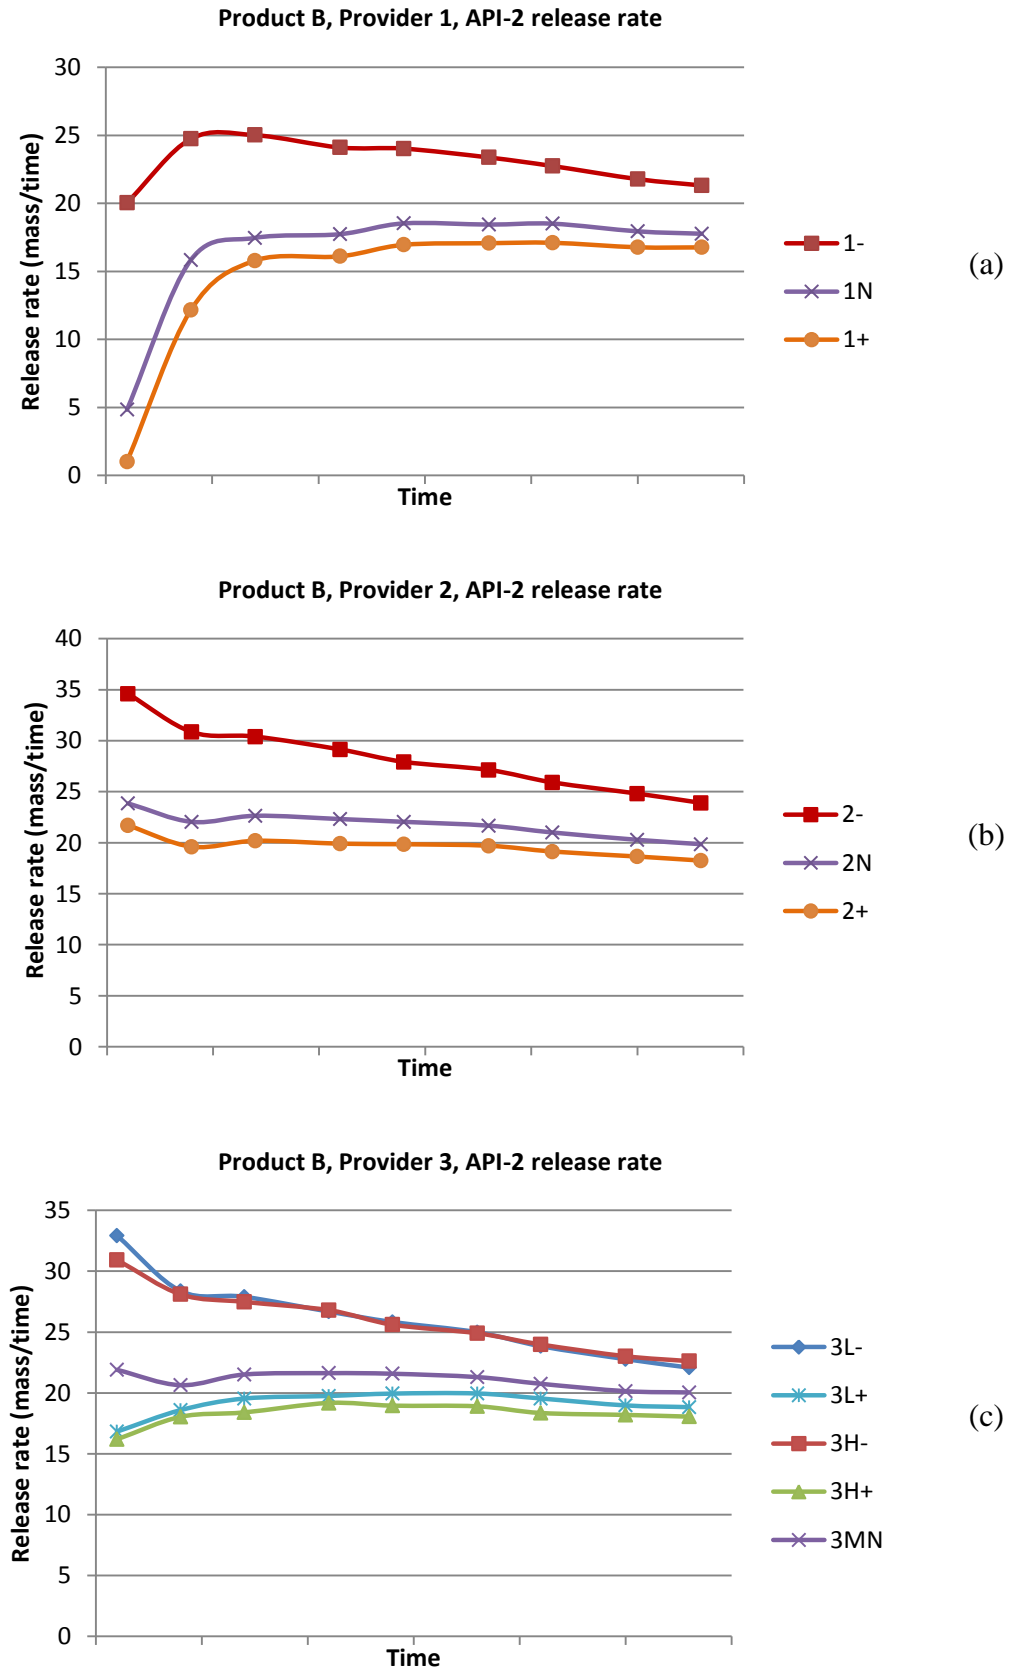 Product B, Provider 1, API-2 release rate
30
25
20
15
10
5
0
Release rate (mass/time)
Time
1-
1N
1+
(a)
Product B, Provider 2, API-2 release rate
40
35
30
25
20
15
10
5
0
Release rate (mass/time)
Time
2-
2N
2+
(b)
Product B, Provider 3, API-2 release rate
35
30
25
20
15
10
5
0
Release rate (mass/time)
Time
3L-
3L+
3H-
3H+
3MN
(c)